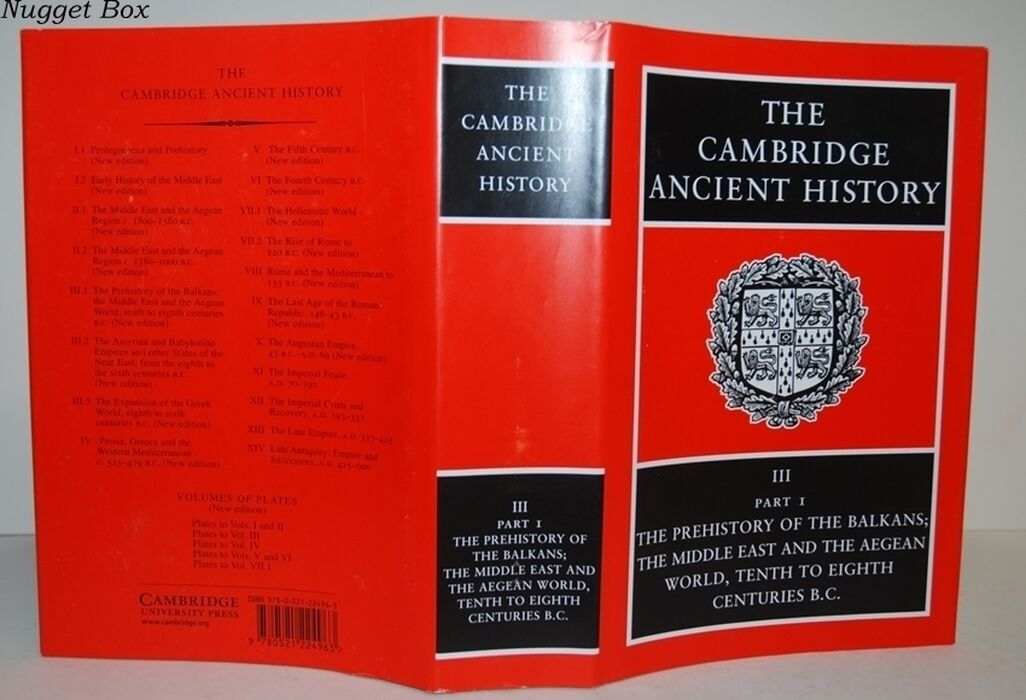 Nugget Box
THE
CAMBRIDGE ANCIENT HISTORY
I.1 Prolegomena and Prehistory
(New edition)
I.2 Early History of the Middle East
(New edition)
II.1 The Middle East and the Aegean
Region c. 1800–1380 B.C.
(New edition)
II.2 The Middle East and the Aegean
Region c. 1380–1000 B.C.
(New edition)
III.1 The Prehistory of the Balkans,
the Middle East and the Aegean
World, tenth to eighth centuries
B.C. (New edition)
III.2 The Assyrian and Babylonian
Empires and other States of the
Near East, from the eighth to
the sixth centuries B.C.
(New edition)
III.3 The Expansion of the Greek
World, eighth to sixth
centuries B.C. (New edition)
IV Persia, Greece and the
Western Mediterranean
c. 525–479 B.C. (New edition)
V The Fifth Century B.C.
(New edition)
VI The Fourth Century B.C.
(New edition)
VII.1 The Hellenistic World
(New edition)
VII.2 The Rise of Rome to
220 B.C. (New edition)
VIII Rome and the Mediterranean to
133 B.C. (New edition)
IX The Last Age of the Roman
Republic, 146–43 B.C.
(New edition)
X The Augustan Empire,
43 B.C.–A.D. 69 (New edition)
XI The Imperial Peace,
A.D. 70–192
XII The Imperial Crisis and
Recovery, A.D. 193–337
XIII The Late Empire, A.D. 337–425
XIV Late Antiquity: Empire and
Successors, A.D. 425–600
VOLUMES OF PLATES
(New edition)
Plates to Vols. I and II
Plates to Vol. III
Plates to Vol. IV
Plates to Vols. V and VI
Plates to Vol. VII.1
CAMBRIDGE
UNIVERSITY PRESS
www.cambridge.org
ISBN 978-0-521-22496-3
9 780521 224963
THE
CAMBRIDGE
ANCIENT
HISTORY
III
PART 1
THE PREHISTORY OF
THE BALKANS;
THE MIDDLE EAST AND
THE AEGEAN WORLD,
TENTH TO EIGHTH
CENTURIES B.C.
THE
CAMBRIDGE
ANCIENT HISTORY
III
PART 1
THE PREHISTORY OF THE BALKANS;
THE MIDDLE EAST AND THE AEGEAN
WORLD, TENTH TO EIGHTH
CENTURIES B.C.